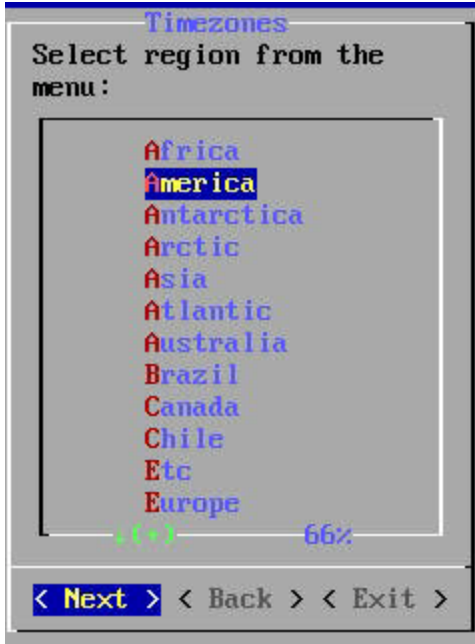 Timezones
Select region from the
menu:
Africa
America
Antarctica
Arctic
Asia
Atlantic
Australia
Brazil
Canada
Chile
Etc
Europe
↓(+) 66%
< Next > < Back > < Exit >